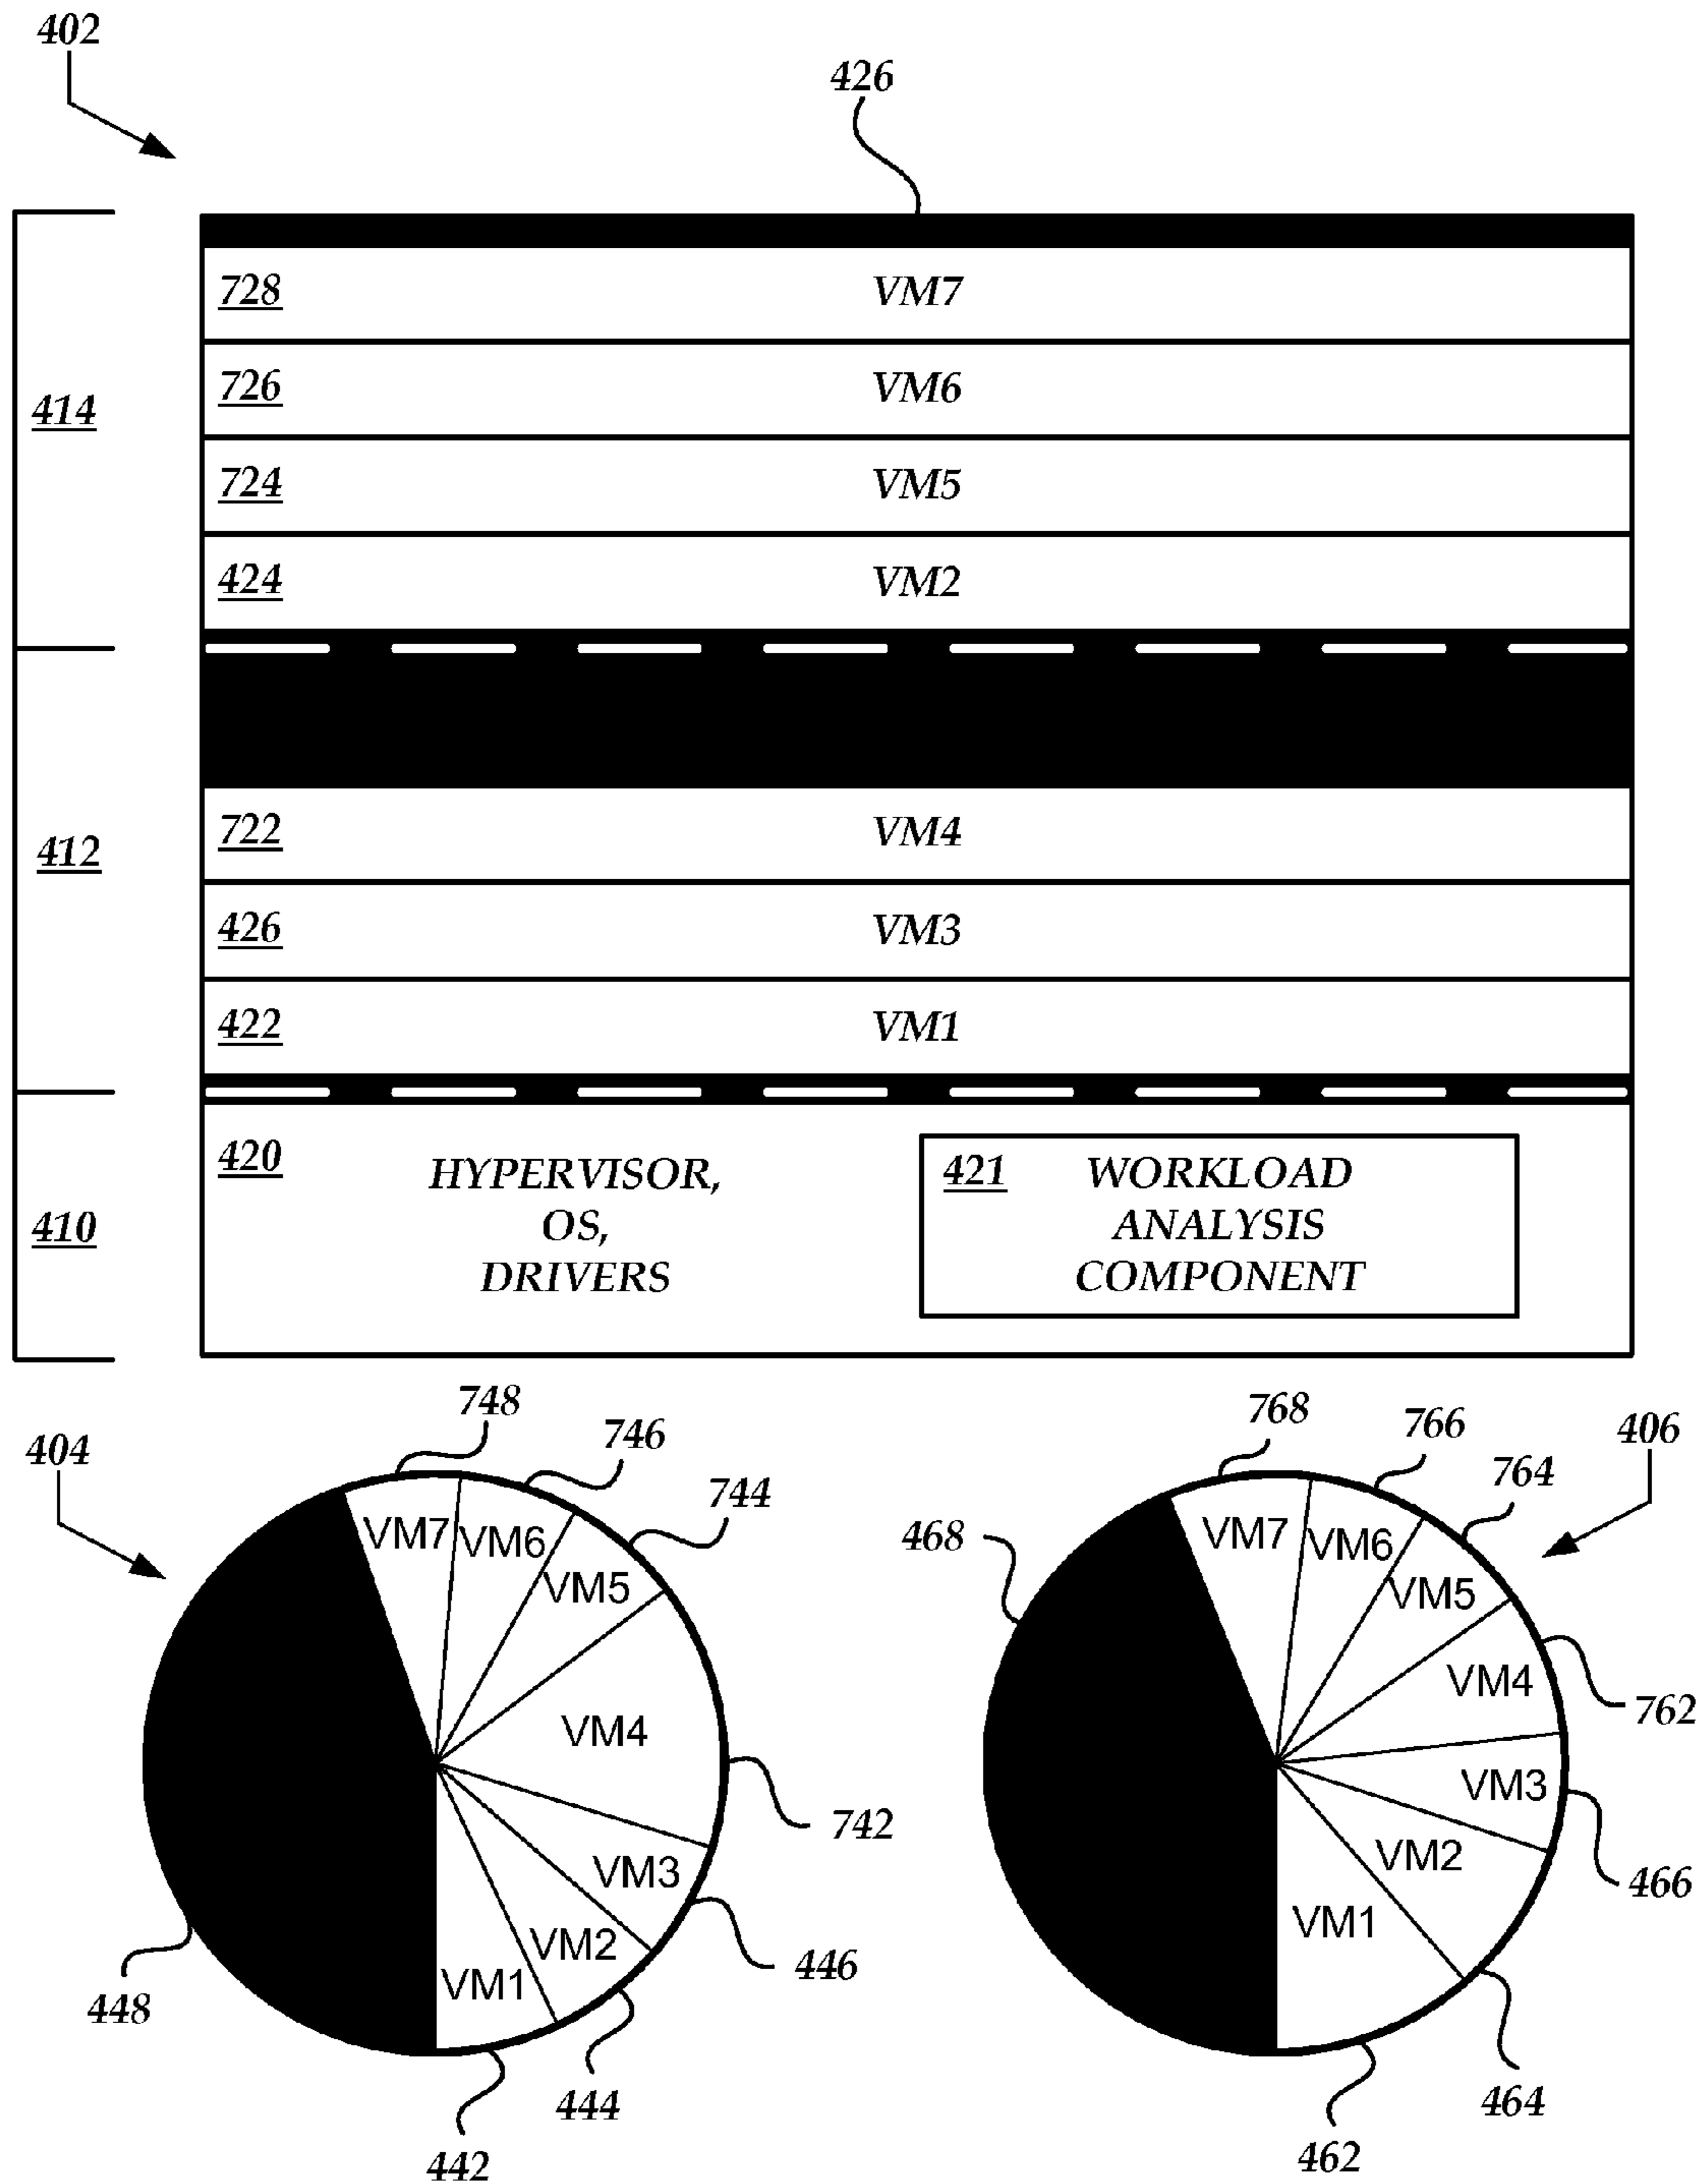 402
426
728 VM7
726 VM6
414
724 VM5
424 VM2
722 VM4
412
426 VM3
422 VM1
420 HYPERVISOR, OS, DRIVERS
421 WORKLOAD ANALYSIS COMPONENT
410
404
748
746
744
VM7
VM6
VM5
VM4
742
VM3
446
VM2
444
VM1
442
448
406
768
766
764
468
VM7
VM6
VM5
VM4
762
VM3
466
VM2
464
VM1
462